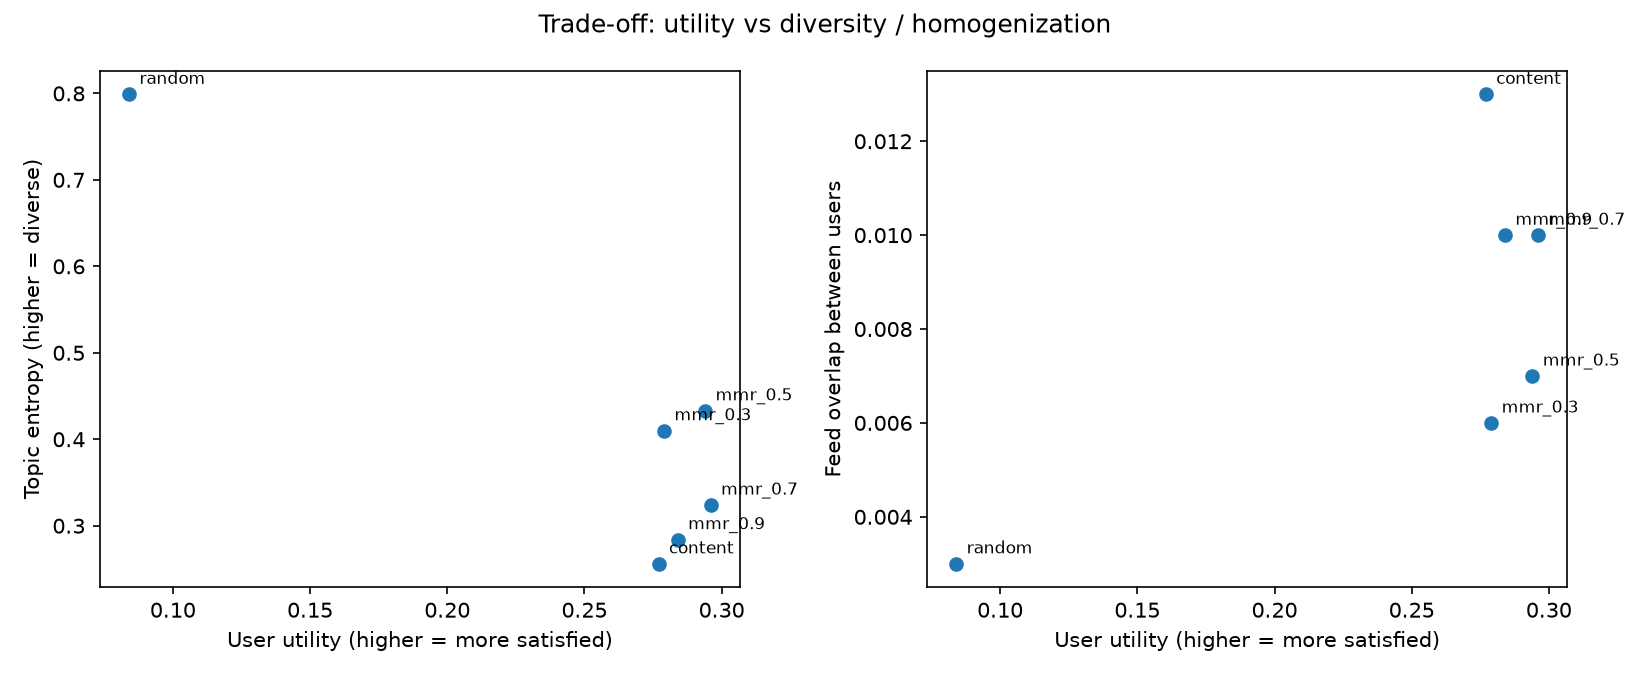 Trade-off: utility vs diversity / homogenization
Topic entropy (higher = diverse)
0.8
0.7
0.6
0.5
0.4
0.3
random
mmr_0.5
mmr_0.3
mmr_0.7
mmr_0.9
content
0.10
0.15
0.20
0.25
0.30
User utility (higher = more satisfied)
Feed overlap between users
0.012
0.010
0.008
0.006
0.004
content
mmr_0.9
mmr_0.7
mmr_0.5
mmr_0.3
random
0.10
0.15
0.20
0.25
0.30
User utility (higher = more satisfied)